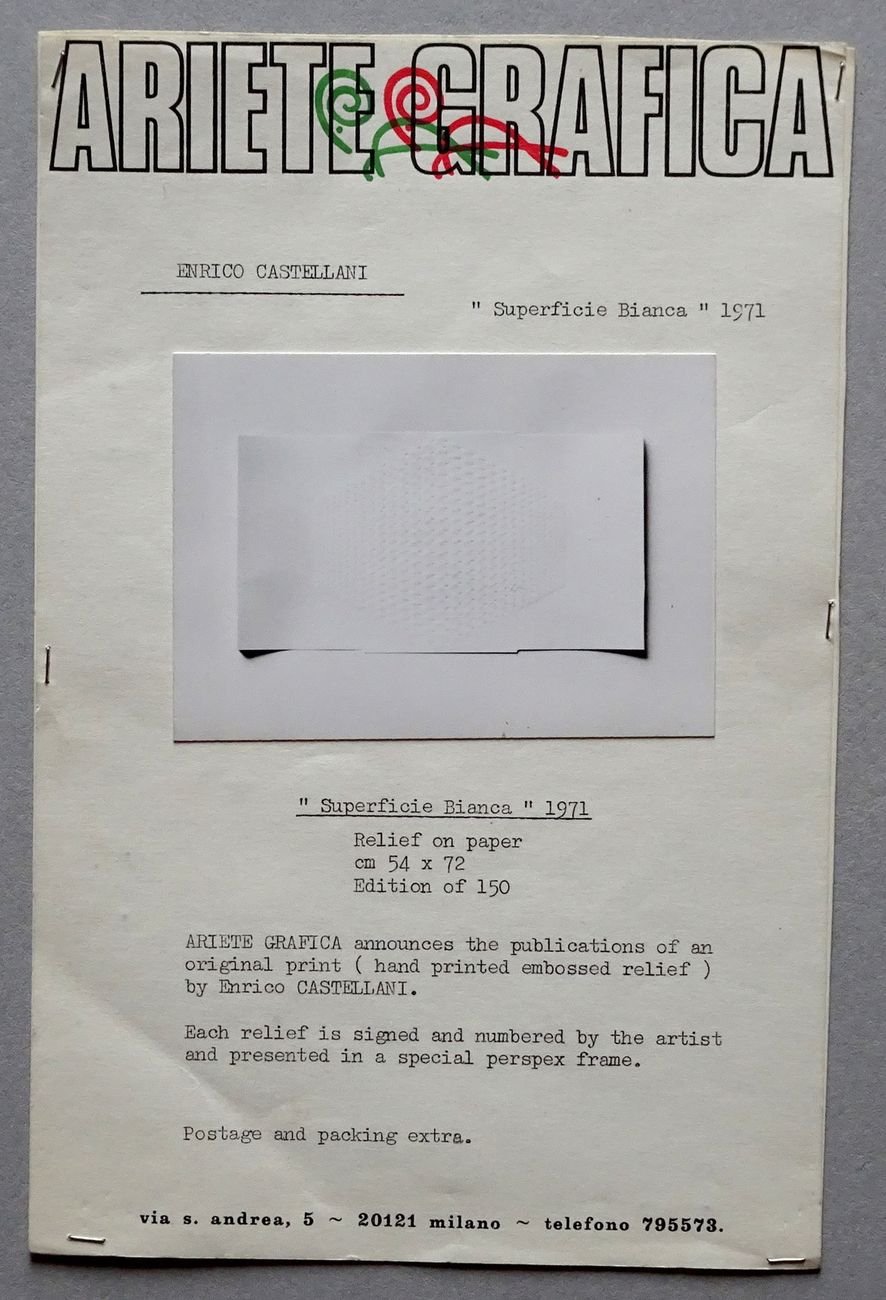 ARIETE GRAFICA
ENRICO CASTELLANI
" Superficie Bianca " 1971
" Superficie Bianca " 1971
Relief on paper
cm 54 x 72
Edition of 150
ARIETE GRAFICA announces the publications of an
original print ( hand printed embossed relief )
by Enrico CASTELLANI.
Each relief is signed and numbered by the artist
and presented in a special perspex frame.
Postage and packing extra.
via s. andrea, 5 ~ 20121 milano ~ telefono 795573.